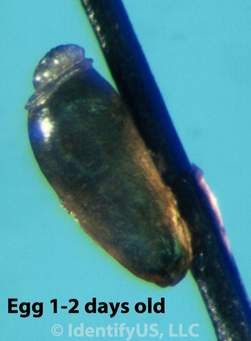 Egg 1-2 days old
© IdentifyUS, LLC